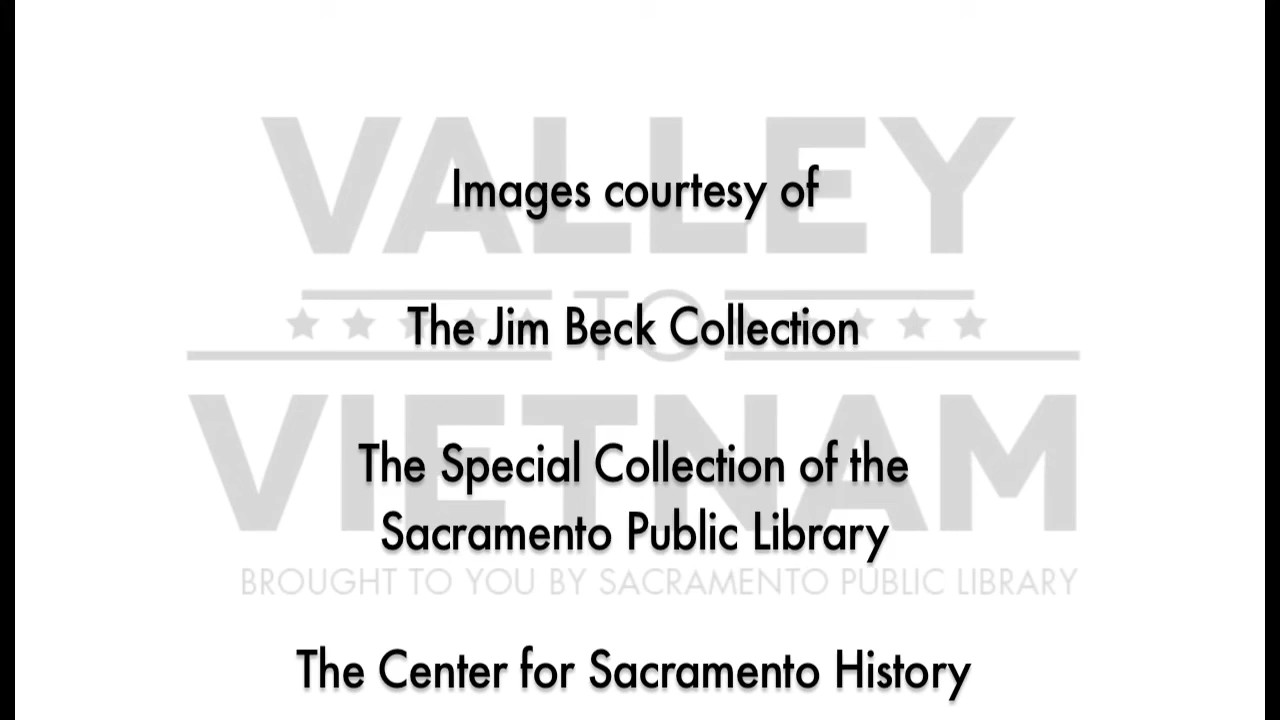 VALLEY
Images courtesy of
TO
The Jim Beck Collection
VIETNAM
The Special Collection of the
Sacramento Public Library
BROUGHT TO YOU BY SACRAMENTO PUBLIC LIBRARY
The Center for Sacramento History